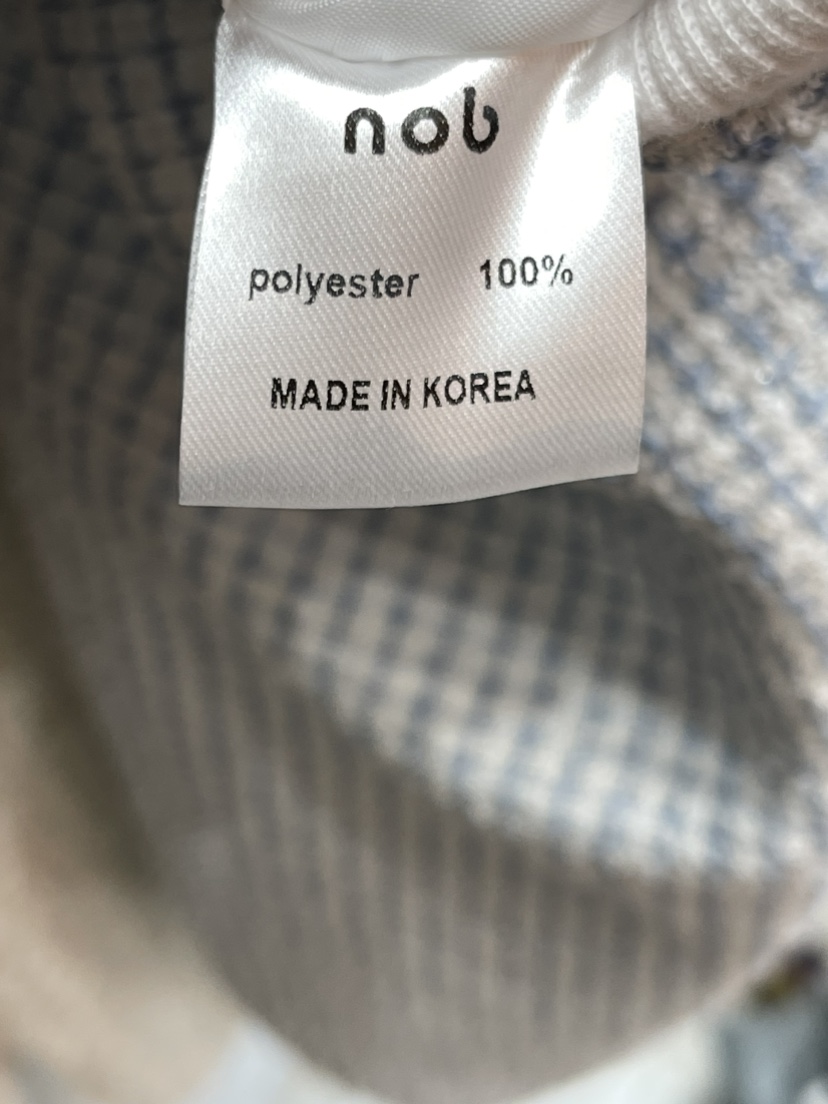 nob
polyester 100%
MADE IN KOREA